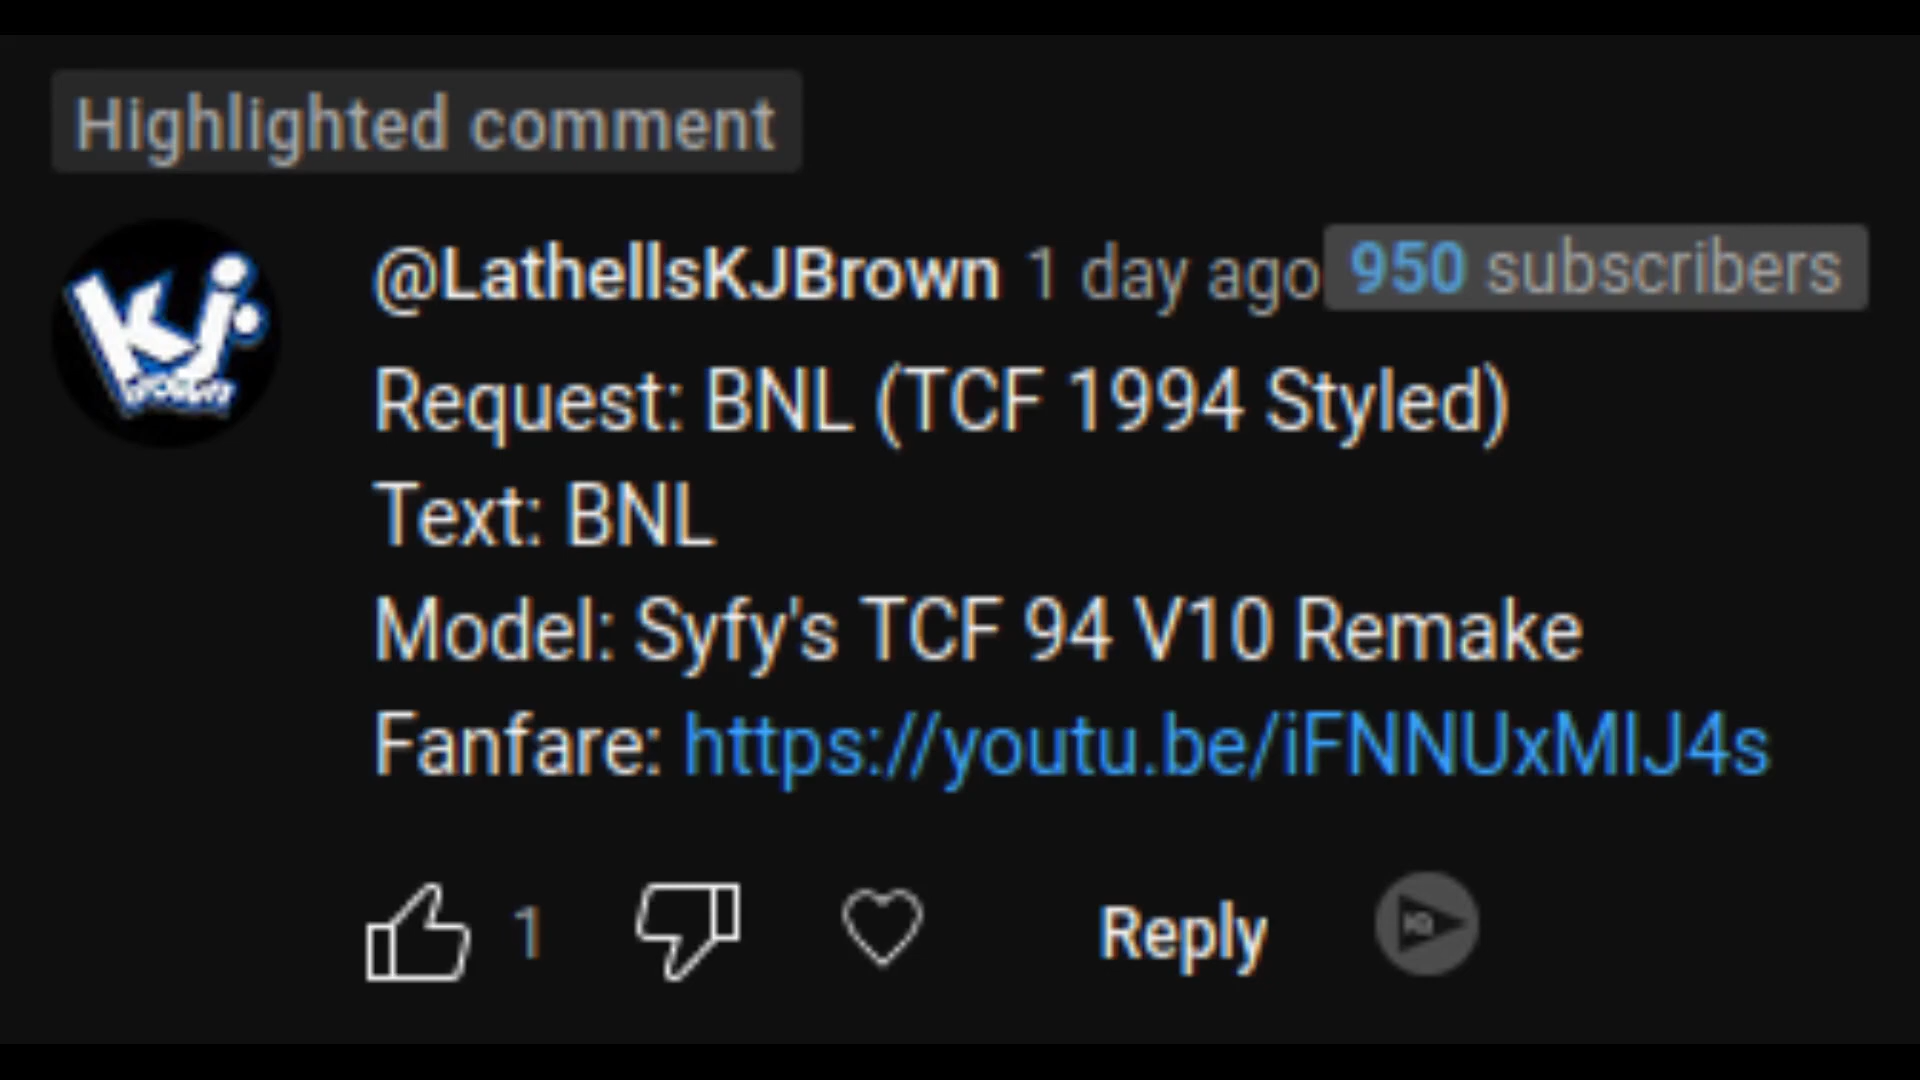 Highlighted comment
@LathellsKJBrown 1 day ago 950 subscribers
Request: BNL (TCF 1994 Styled)
Text: BNL
Model: Syfy's TCF 94 V10 Remake
Fanfare: https://youtu.be/iFNNUxMIJ4s
1 Reply
KJ